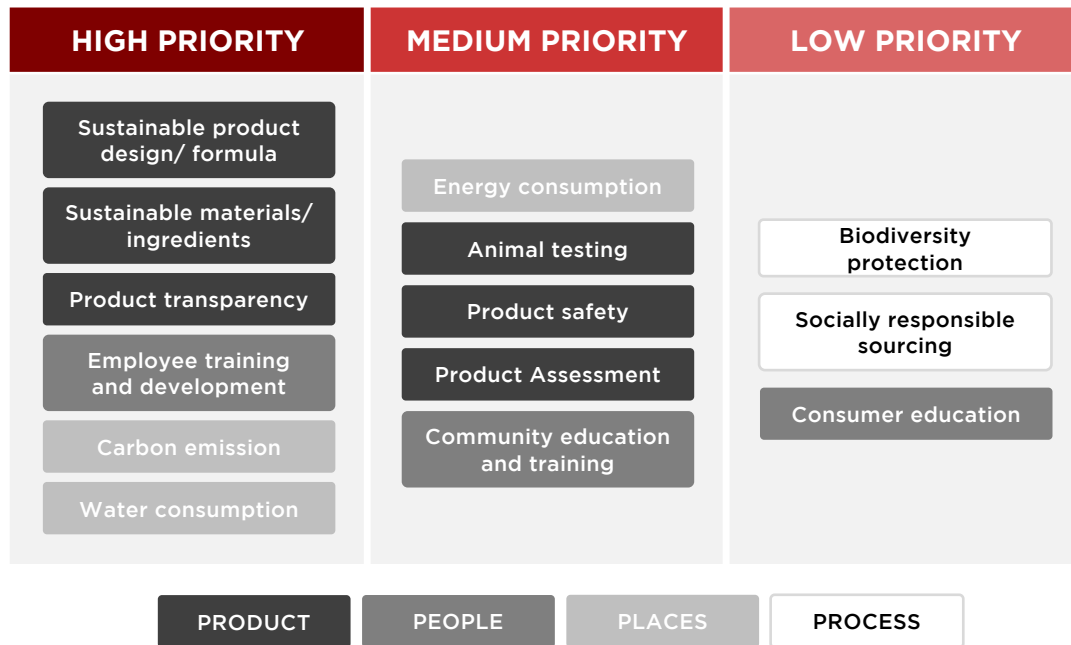 HIGH PRIORITY
Sustainable product
design/ formula
Sustainable materials/
ingredients
Product transparency
Employee training
and development
Carbon emission
Water consumption
MEDIUM PRIORITY
Energy consumption
Animal testing
Product safety
Product Assessment
Community education
and training
LOW PRIORITY
Biodiversity
protection
Socially responsible
sourcing
Consumer education
PRODUCT
PEOPLE
PLACES
PROCESS